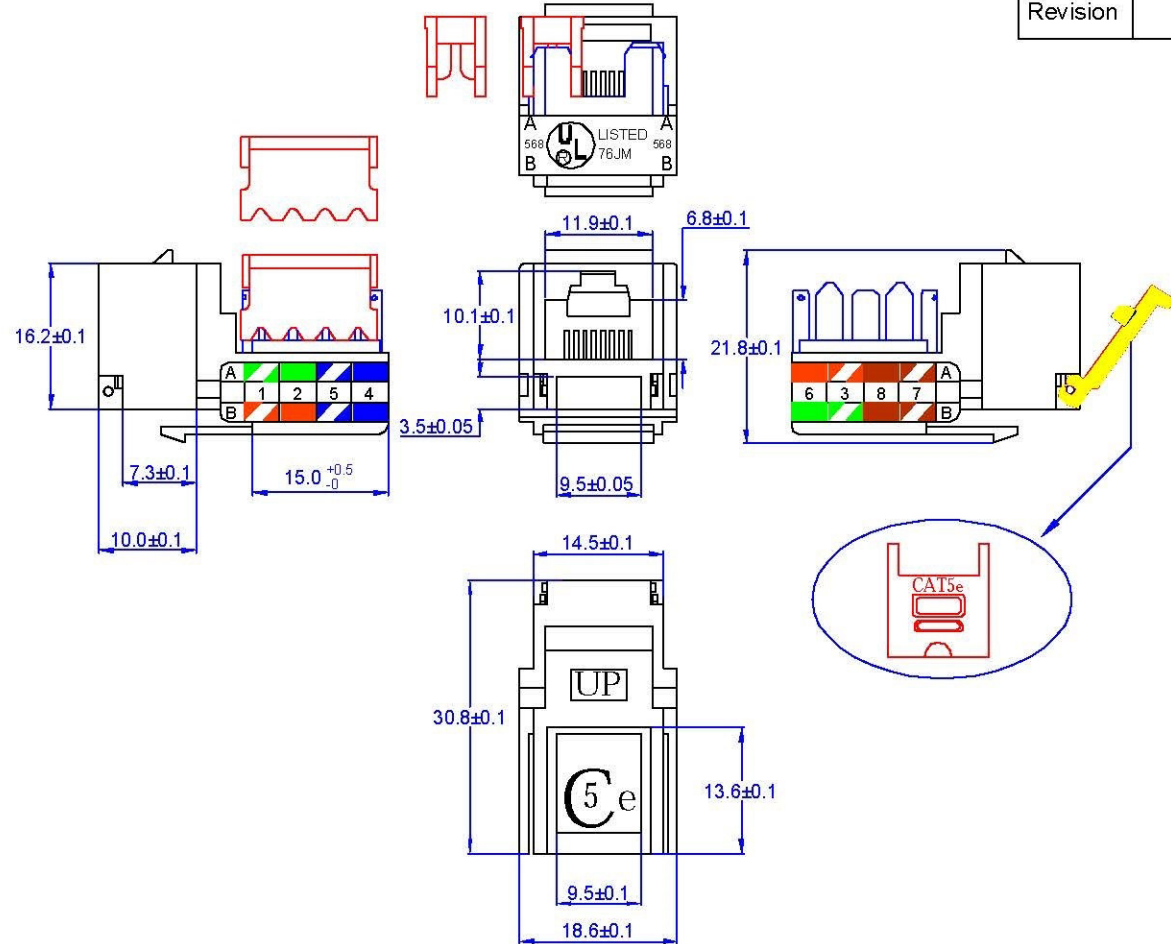 Revision
A A
568 UL LISTED 568
® 76JM
B B
11.9±0.1
6.8±0.1
16.2±0.1
10.1±0.1
21.8±0.1
A
1 2 5 4
B
A
6 3 8 7
B
3.5±0.05
7.3±0.1
15.0 +0.5 -0
9.5±0.05
10.0±0.1
14.5±0.1
CAT5e
UP
30.8±0.1
C5e
13.6±0.1
9.5±0.1
18.6±0.1